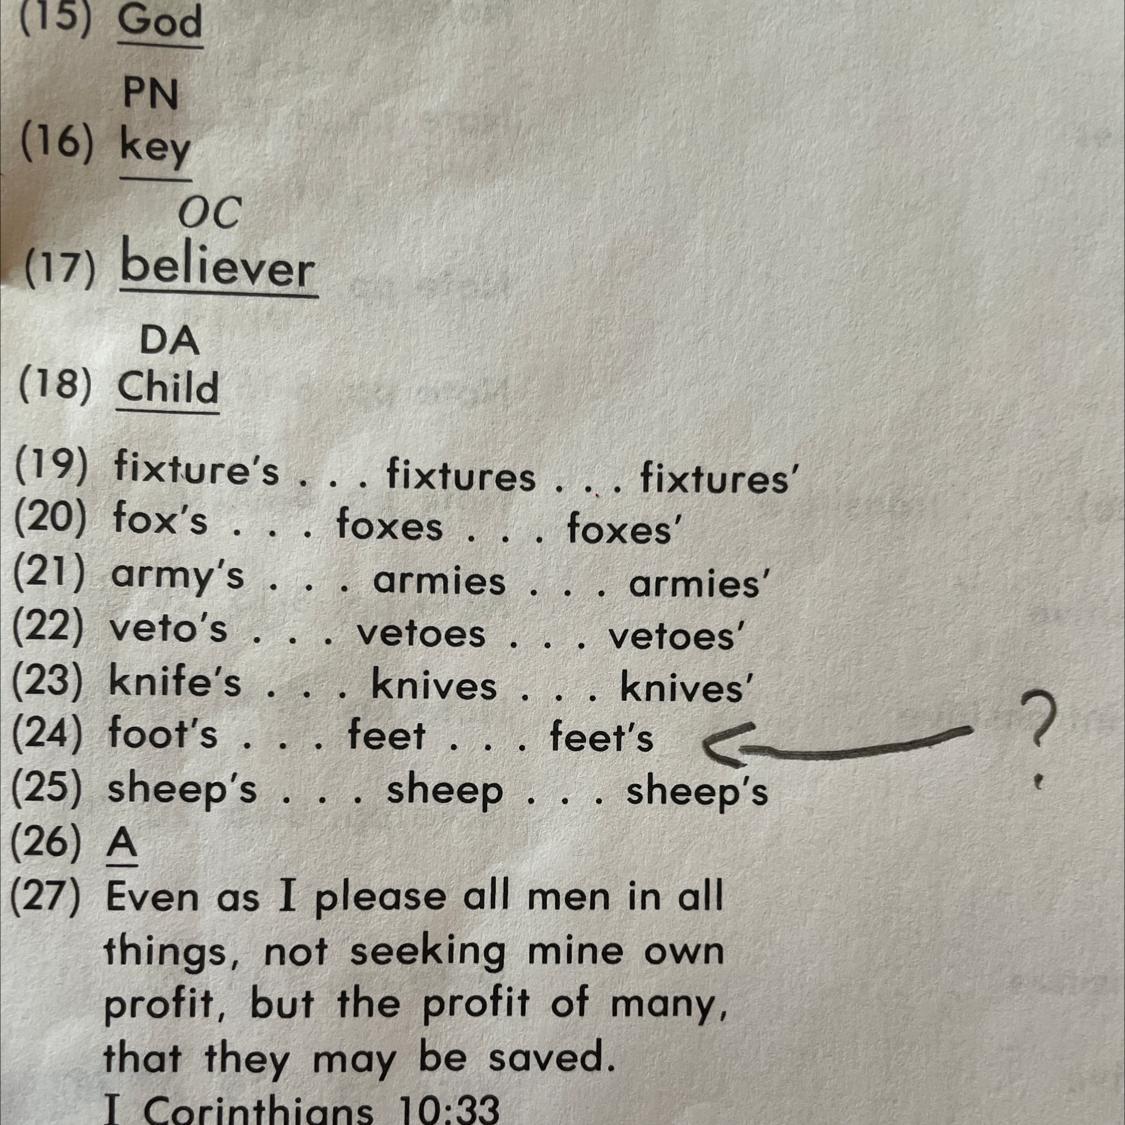 (15) God
PN
(16) key
OC
(17) believer
DA
(18) Child
(19) fixture's . . . fixtures . . . fixtures'
(20) fox's . . . foxes . . . foxes'
(21) army's . . . armies . . . armies'
(22) veto's . . . vetoes . . . vetoes'
(23) knife's . . . knives . . . knives'
(24) foot's . . . feet . . . feet's ?
(25) sheep's . . . sheep . . . sheep's
(26) A
(27) Even as I please all men in all
things, not seeking mine own
profit, but the profit of many,
that they may be saved.
I Corinthians 10:33